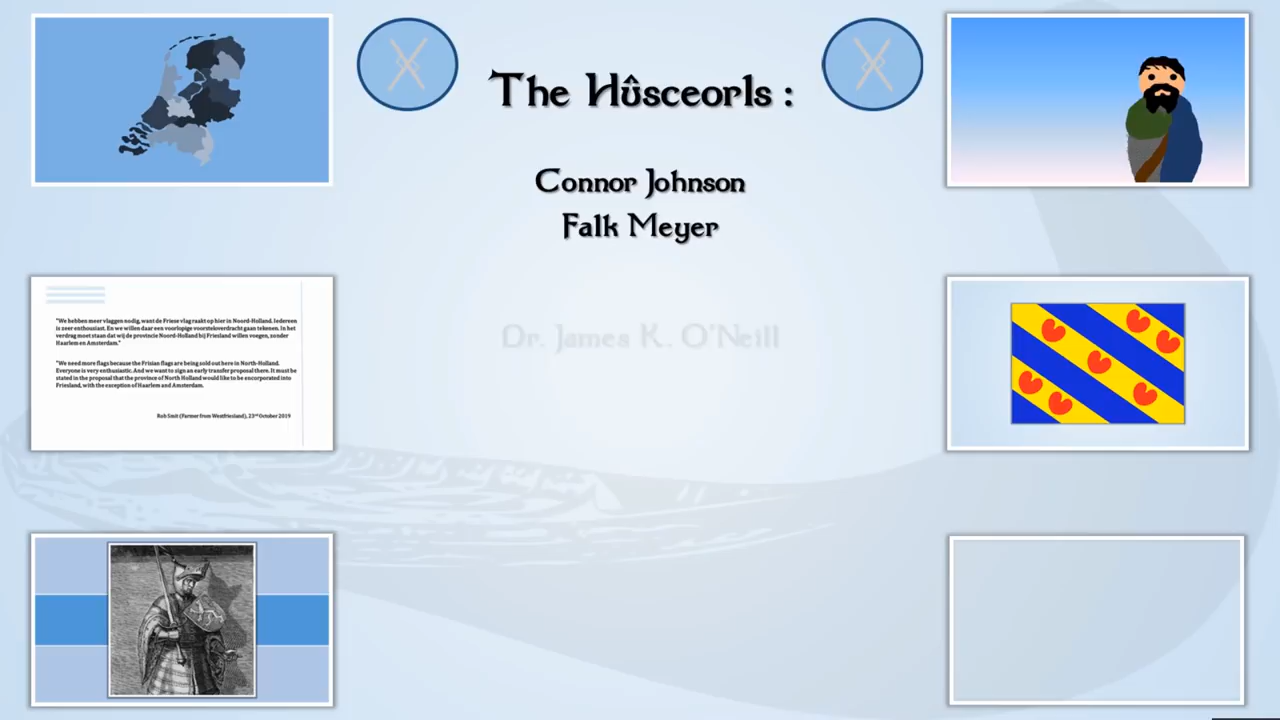 The Hûsceorls :
Connor Johnson
Falk Meyer
Dr. James K. O'Neill
"We hebben meer vlaggen nodig, want de Friese vlag raakt op hier in Noord-Holland. Iedereen
is zeer enthousiast. En we willen daar een voorlopige voorsteloverdracht gaan tekenen. In het
verdrag moet staan dat wij de provincie Noord-Holland bij Friesland willen voegen, zonder
Haarlem en Amsterdam."
"We need more flags because the Frisian flags are being sold out here in North-Holland.
Everyone is very enthusiastic. And we want to sign an early transfer proposal them. It must be
stated in the proposal that the province of North Holland would like to be encorporated into
Friesland, with the exception of Haarlem and Amsterdam.
Rob Smit (Farmer from Westfriesland), 23rd October 2019